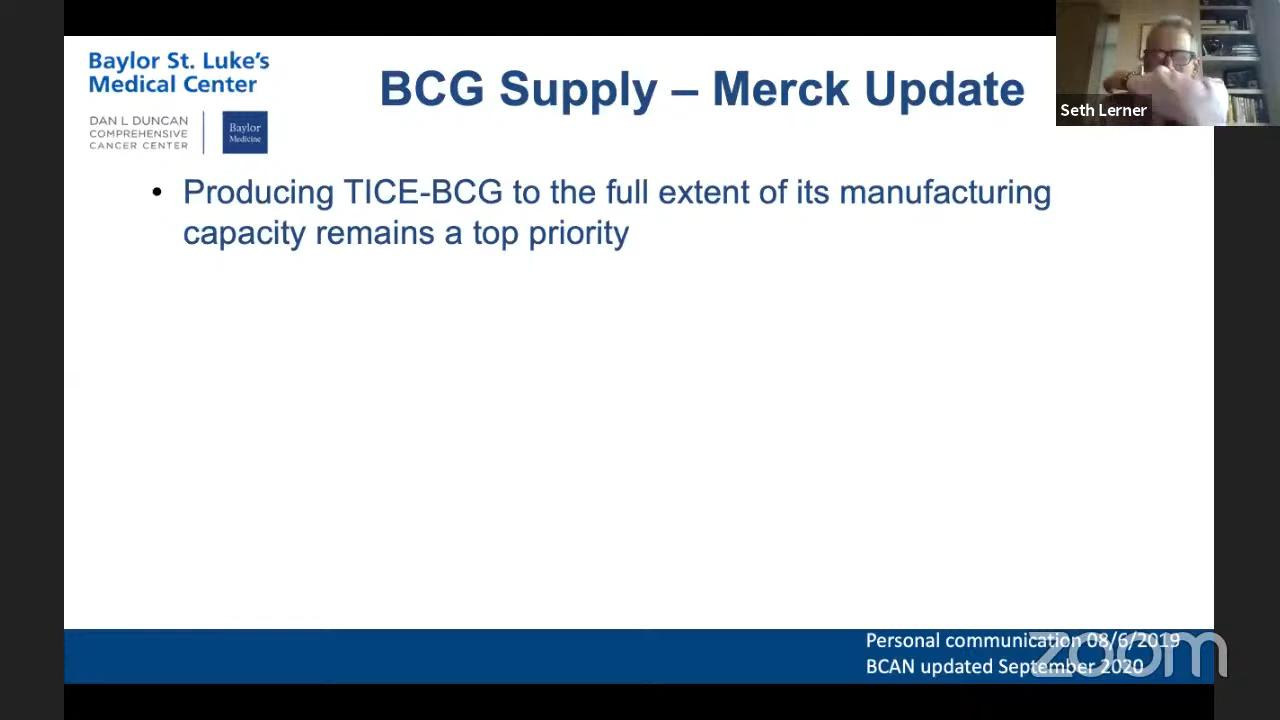 Baylor St. Luke's
Medical Center
DAN L DUNCAN
COMPREHENSIVE
CANCER CENTER
Baylor
Medicine
BCG Supply – Merck Update
Seth Lerner
• Producing TICE-BCG to the full extent of its manufacturing
capacity remains a top priority
Personal communication 08/6/2019
BCAN updated September 2020
zoom